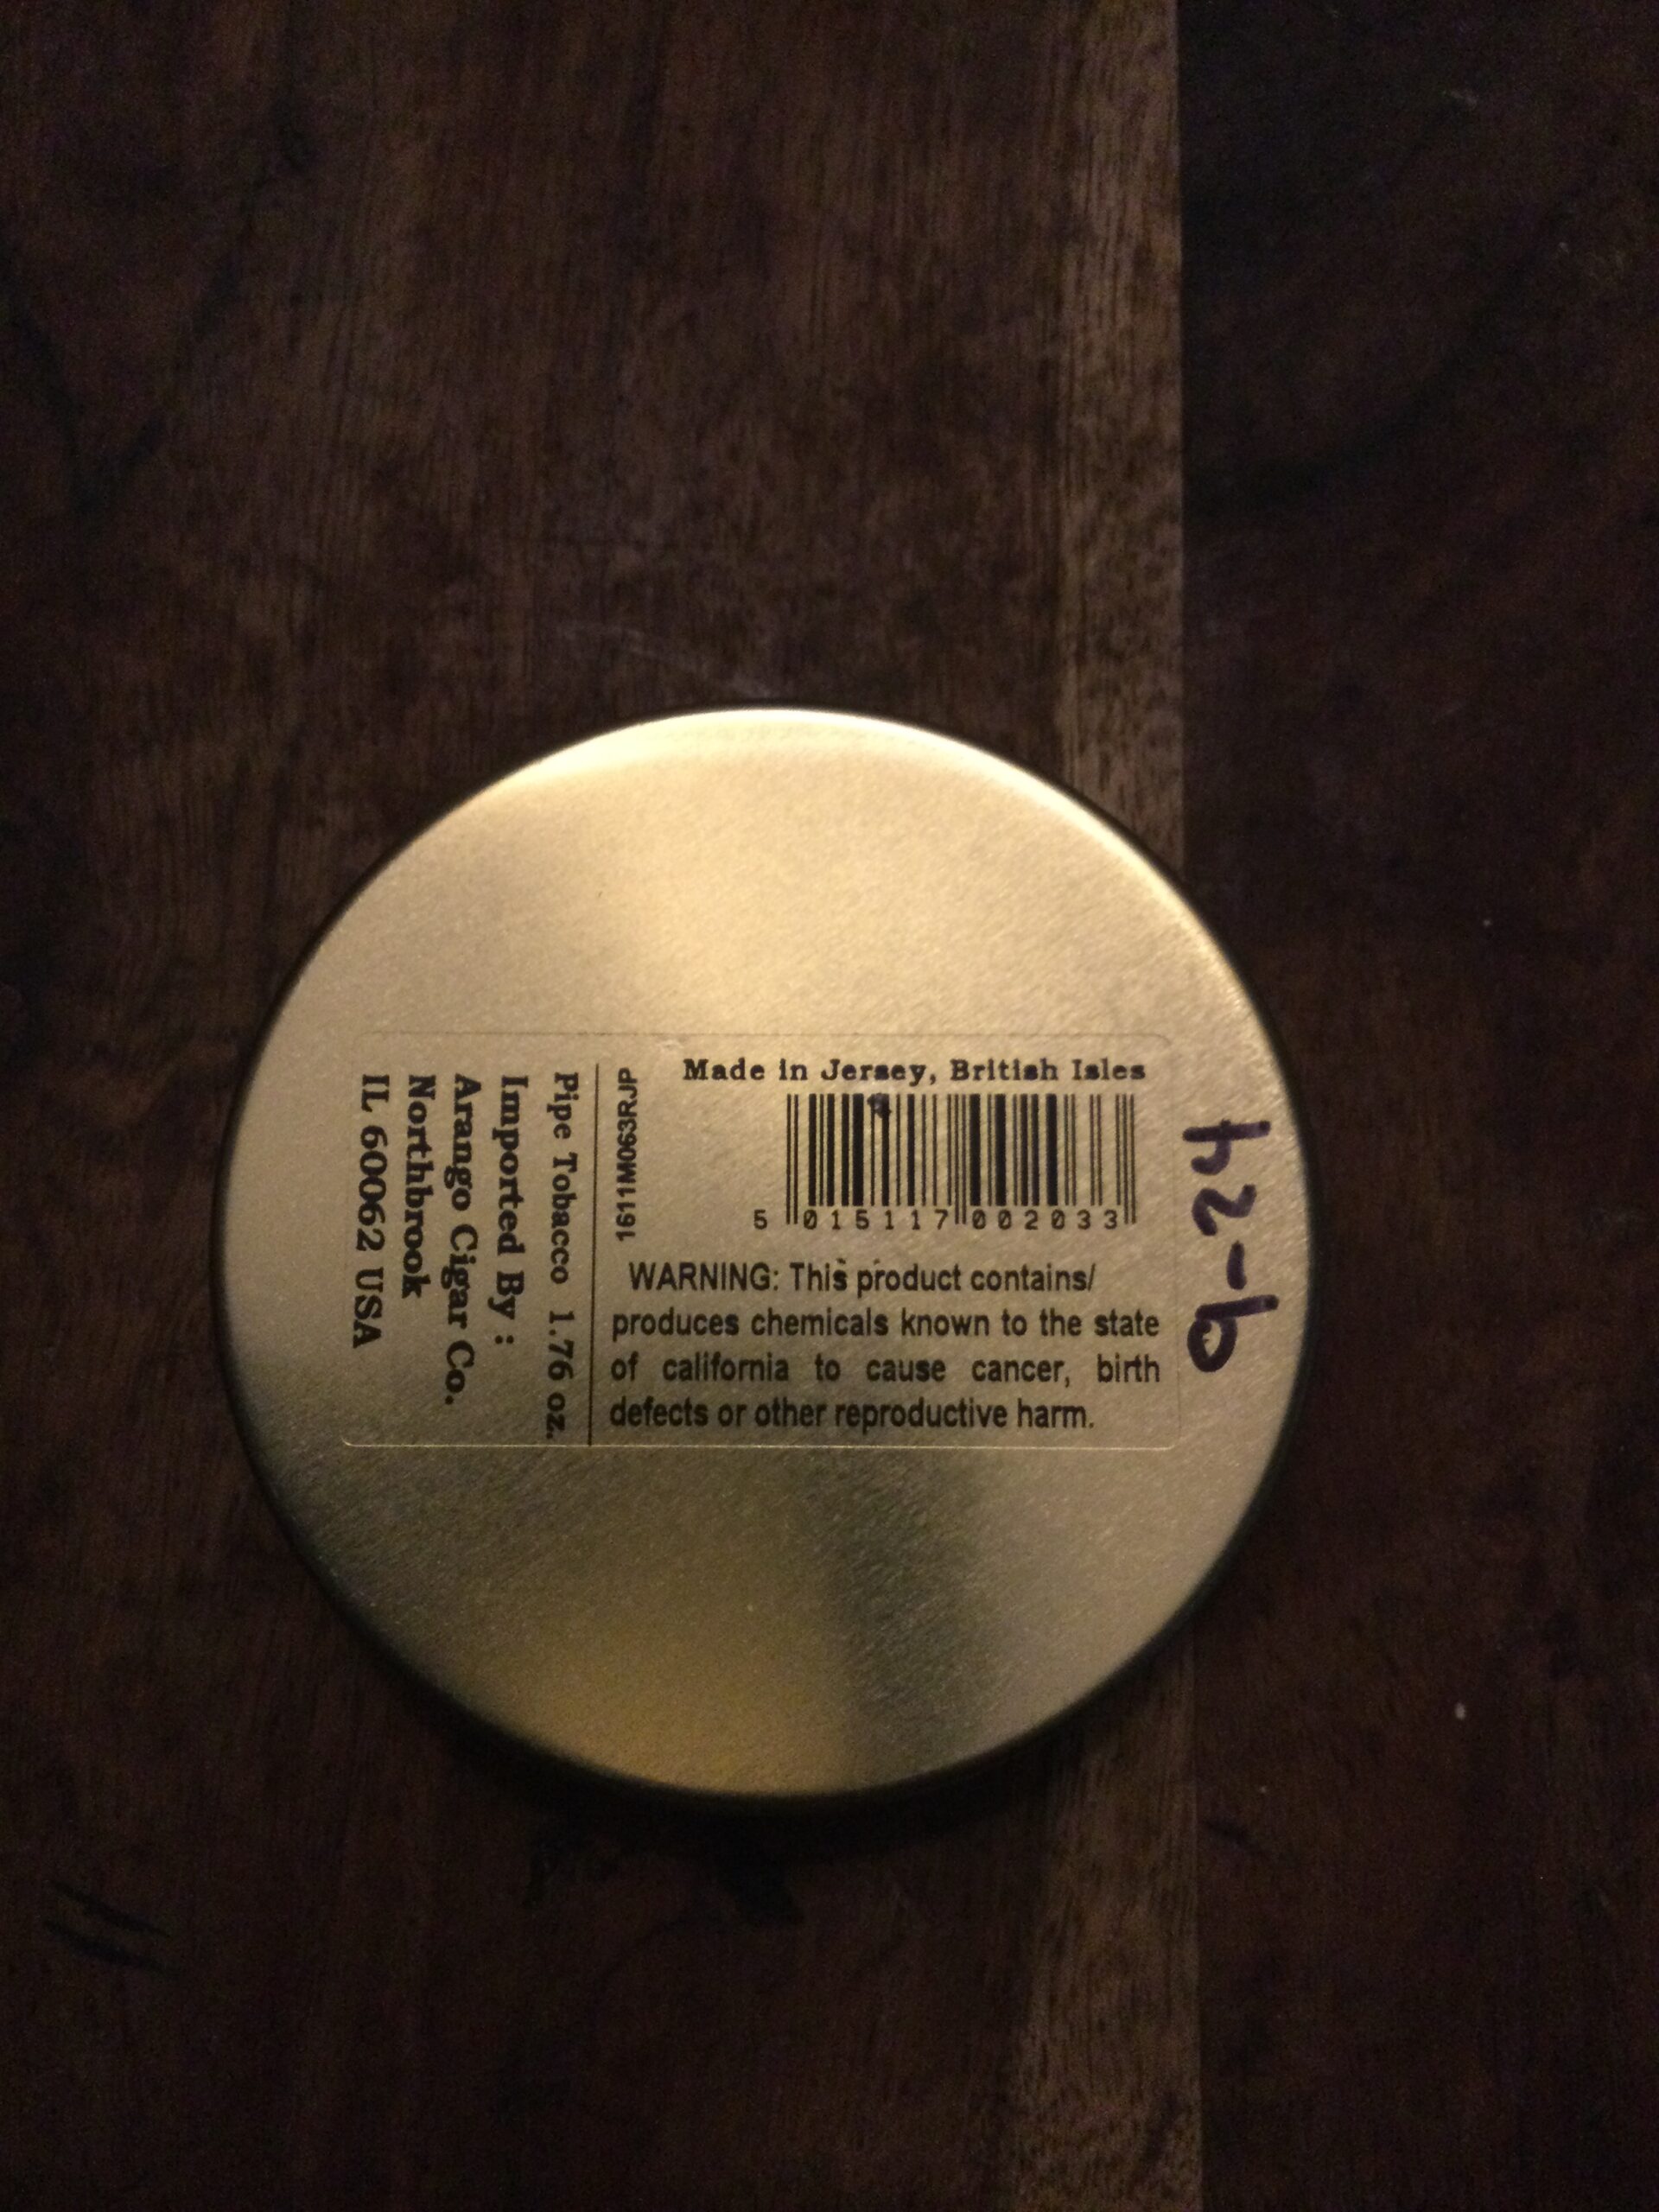 Made in Jersey, British Isles
5 015117 002033
WARNING: This product contains/
produces chemicals known to the state
of california to cause cancer, birth
defects or other reproductive harm.
1611M063RJP
Pipe Tobacco 1.76 oz.
Imported By :
Arango Cigar Co.
Northbrook
IL 60062 USA
9-24